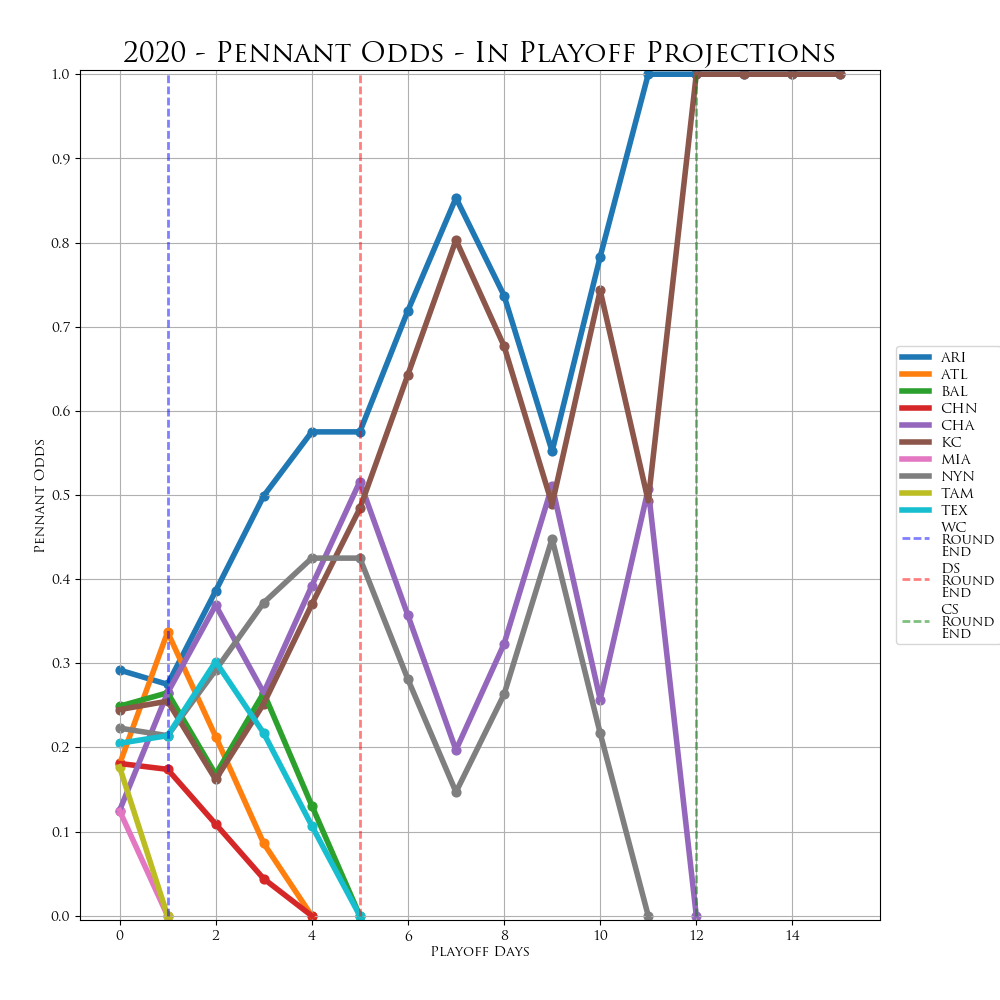 2020 - Pennant Odds - In Playoff Projections
1.0
0.9
0.8
0.7
0.6
0.5
0.4
0.3
0.2
0.1
0.0
Pennant Odds
0 2 4 6 8 10 12 14
Playoff Days
ARI
ATL
BAL
CHN
CHA
KC
MIA
NYN
TAM
TEX
WC
Round
End
DS
Round
End
CS
Round
End